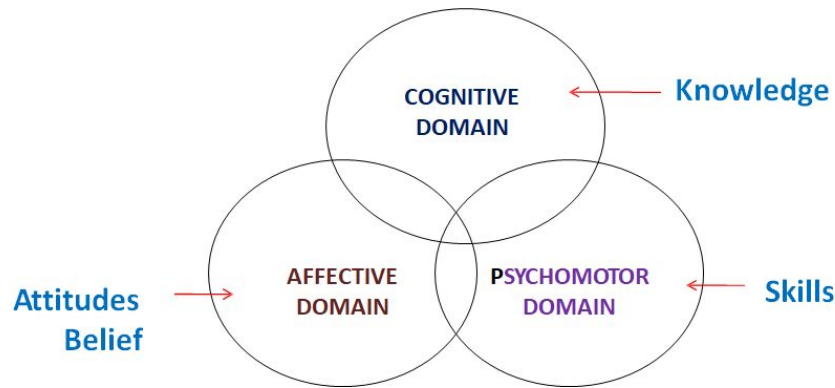 COGNITIVE
DOMAIN
Knowledge
AFFECTIVE
DOMAIN
PSYCHOMOTOR
DOMAIN
Attitudes
Belief
Skills